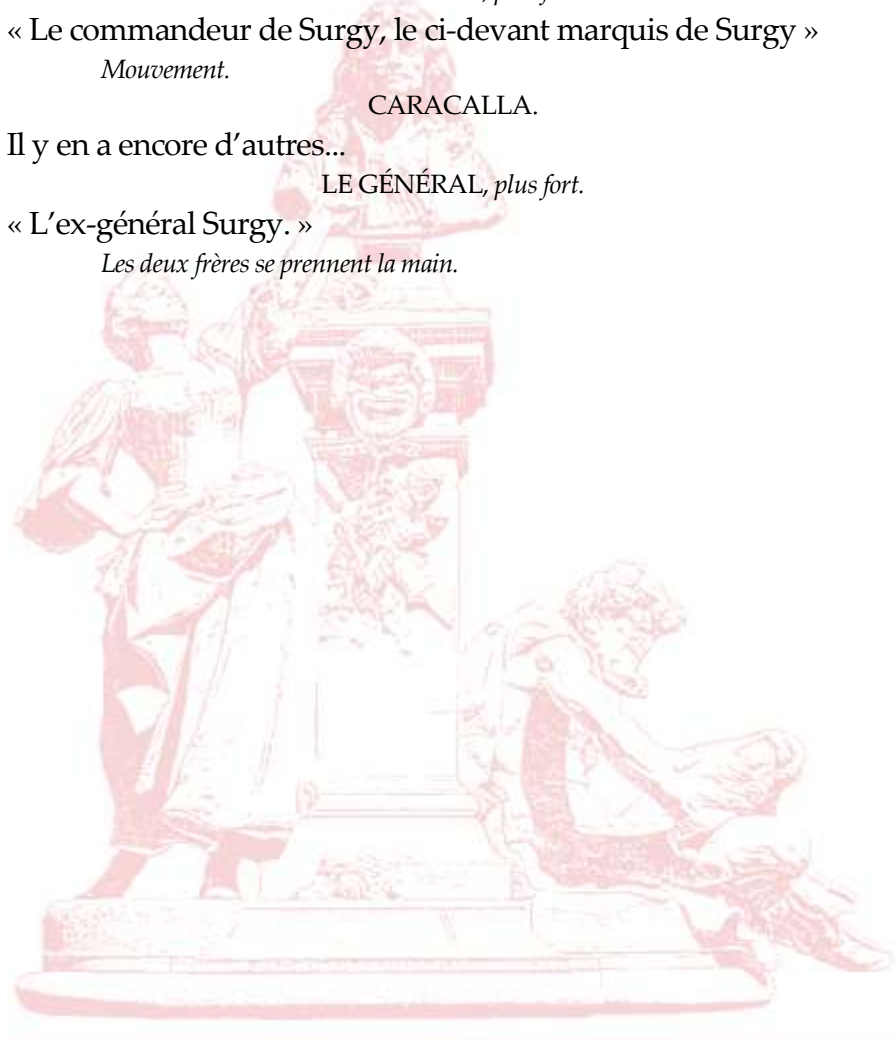 « Le commandeur de Surgy, le ci-devant marquis de Surgy »
Mouvement.
CARACALLA.
Il y en a encore d’autres...
LE GÉNÉRAL, plus fort.
« L’ex-général Surgy. »
Les deux frères se prennent la main.